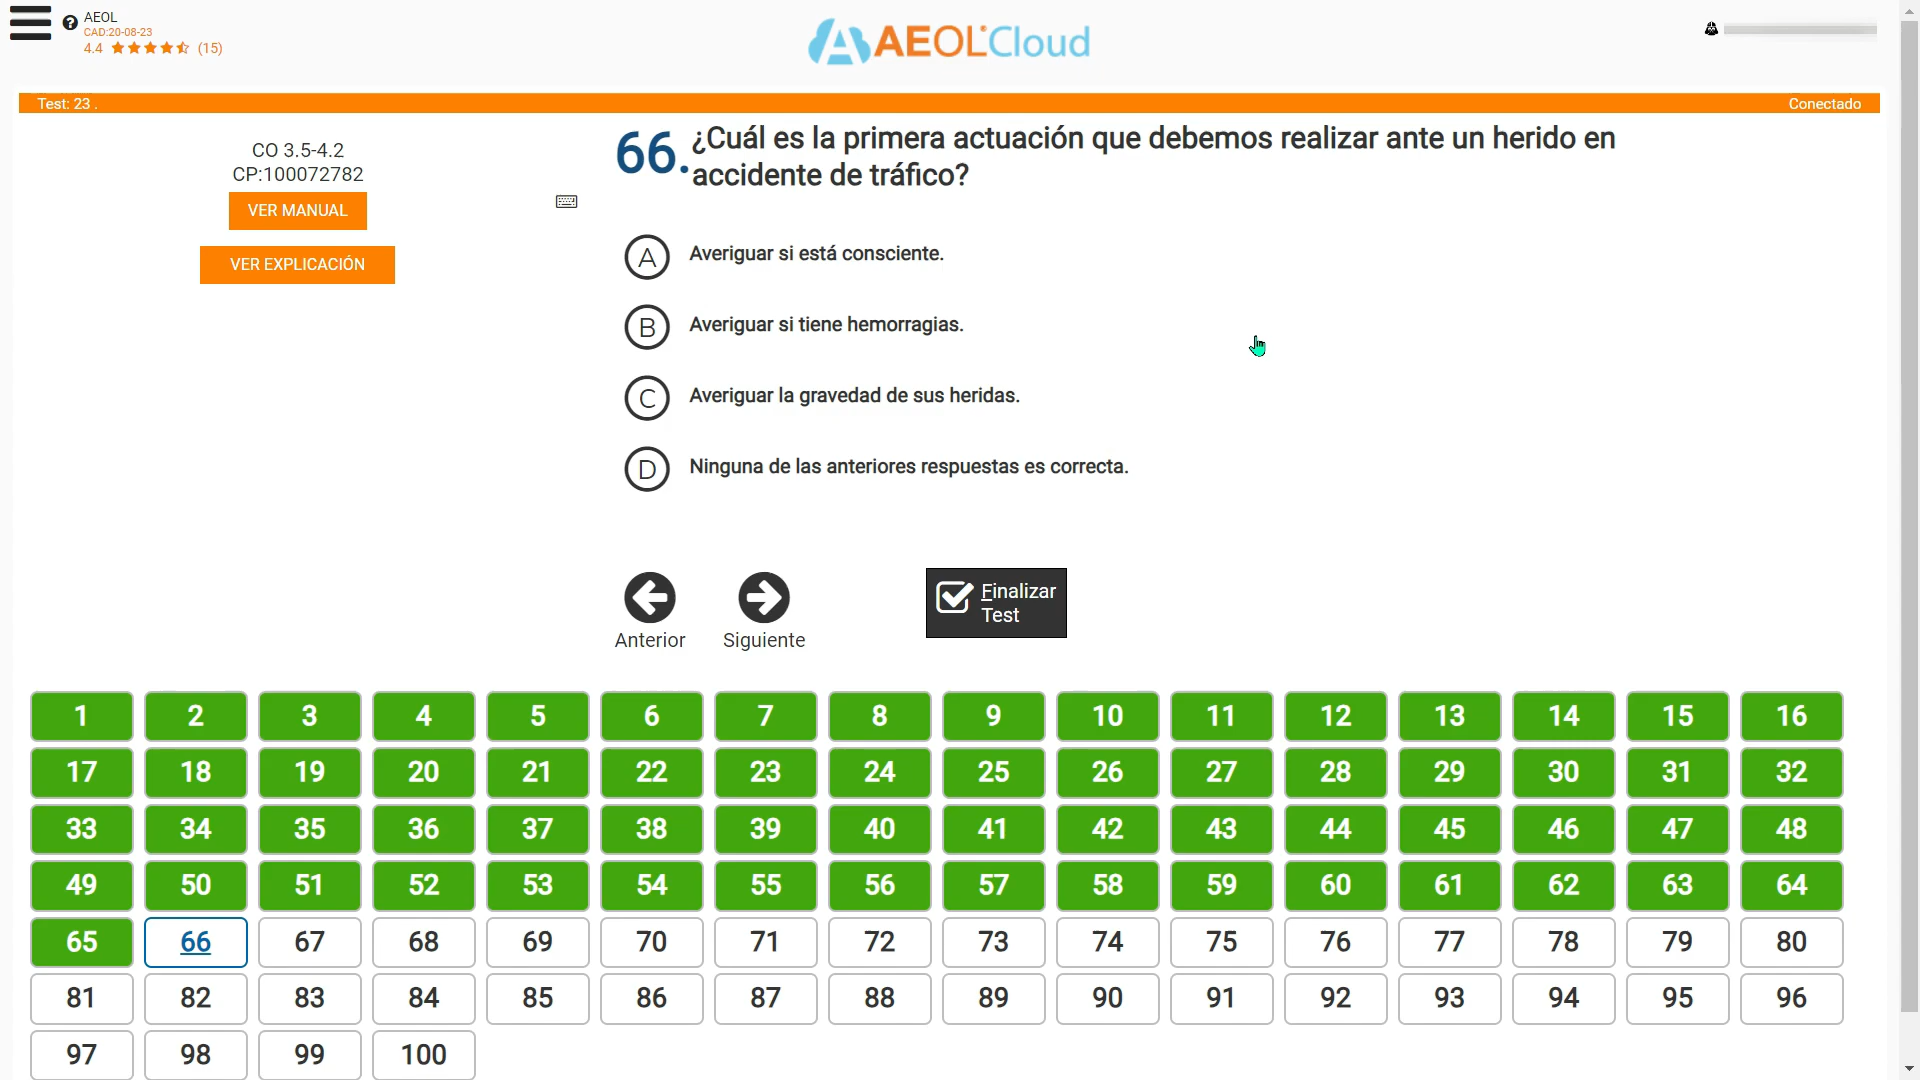 AEOL
CAD:20-08-23
4.4 (15)
AEOLCloud
Test: 23 .
Conectado
CO 3.5-4.2
CP:100072782
VER MANUAL
VER EXPLICACIÓN
66. ¿Cuál es la primera actuación que debemos realizar ante un herido en
accidente de tráfico?
A Averiguar si está consciente.
B Averiguar si tiene hemorragias.
C Averiguar la gravedad de sus heridas.
D Ninguna de las anteriores respuestas es correcta.
Anterior
Siguiente
Finalizar
Test
1 2 3 4 5 6 7 8 9 10 11 12 13 14 15 16
17 18 19 20 21 22 23 24 25 26 27 28 29 30 31 32
33 34 35 36 37 38 39 40 41 42 43 44 45 46 47 48
49 50 51 52 53 54 55 56 57 58 59 60 61 62 63 64
65 66 67 68 69 70 71 72 73 74 75 76 77 78 79 80
81 82 83 84 85 86 87 88 89 90 91 92 93 94 95 96
97 98 99 100